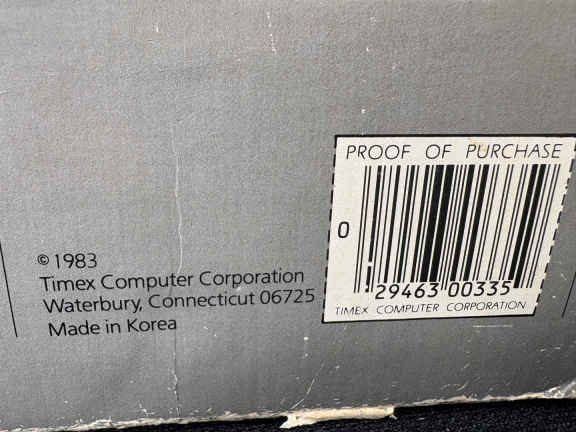 © 1983
Timex Computer Corporation
Waterbury, Connecticut 06725
Made in Korea
PROOF OF PURCHASE
0
29463 00335
TIMEX COMPUTER CORPORATION